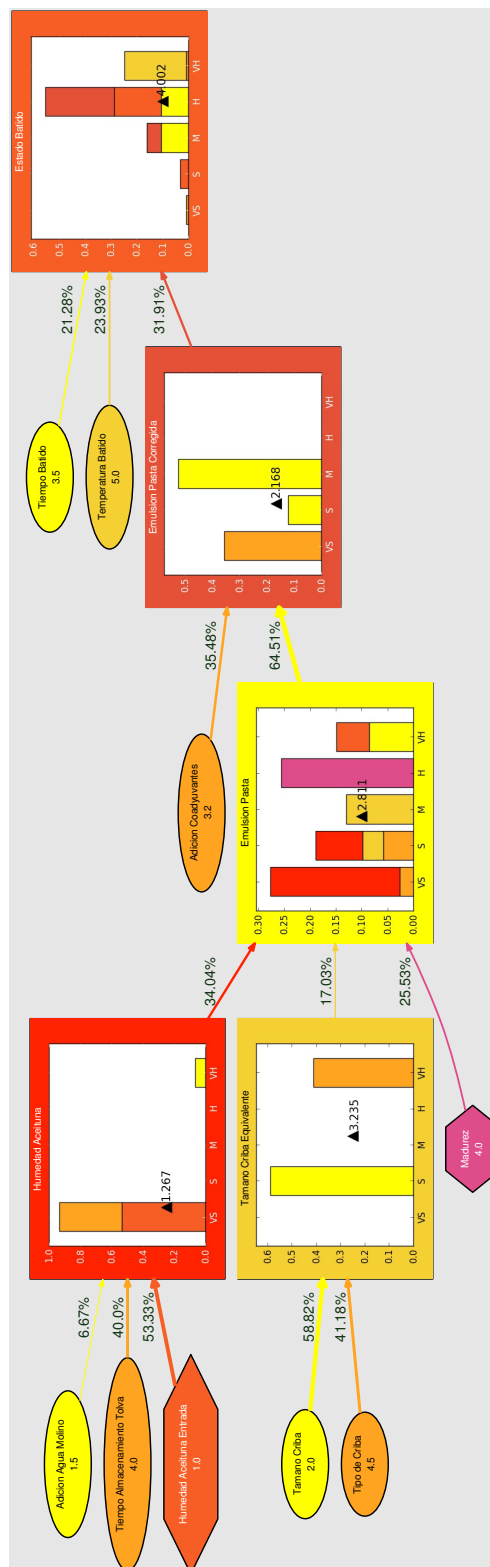 Adicion Agua Molino
1.5
Tiempo Almacenamiento Tolva
4.0
Humedad Aceituna Entrada
1.0
Tamano Criba
2.0
Tipo de Criba
4.5
6.67%
40.0%
53.33%
58.82%
41.18%
Humedad Aceituna
1.0
0.8
0.6
0.4
0.2
0.0
▲1.267
VS
S
M
H
VH
Tamano Criba Equivalente
0.6
0.5
0.4
0.3
0.2
0.1
0.0
▲3.235
VS
S
M
H
VH
Madurez
4.0
34.04%
17.03%
25.53%
Emulsion Pasta
0.30
0.25
0.20
0.15
0.10
0.05
0.00
▲2.811
VS
S
M
H
VH
Adicion Coadyuvantes
3.2
35.48%
64.51%
Emulsion Pasta Corregida
0.5
0.4
0.3
0.2
0.1
0.0
▲2.168
VS
S
M
H
VH
Tiempo Batido
3.5
Temperatura Batido
5.0
21.28%
23.93%
31.91%
Estado Batido
0.6
0.5
0.4
0.3
0.2
0.1
0.0
▲4.002
VS
S
M
H
VH